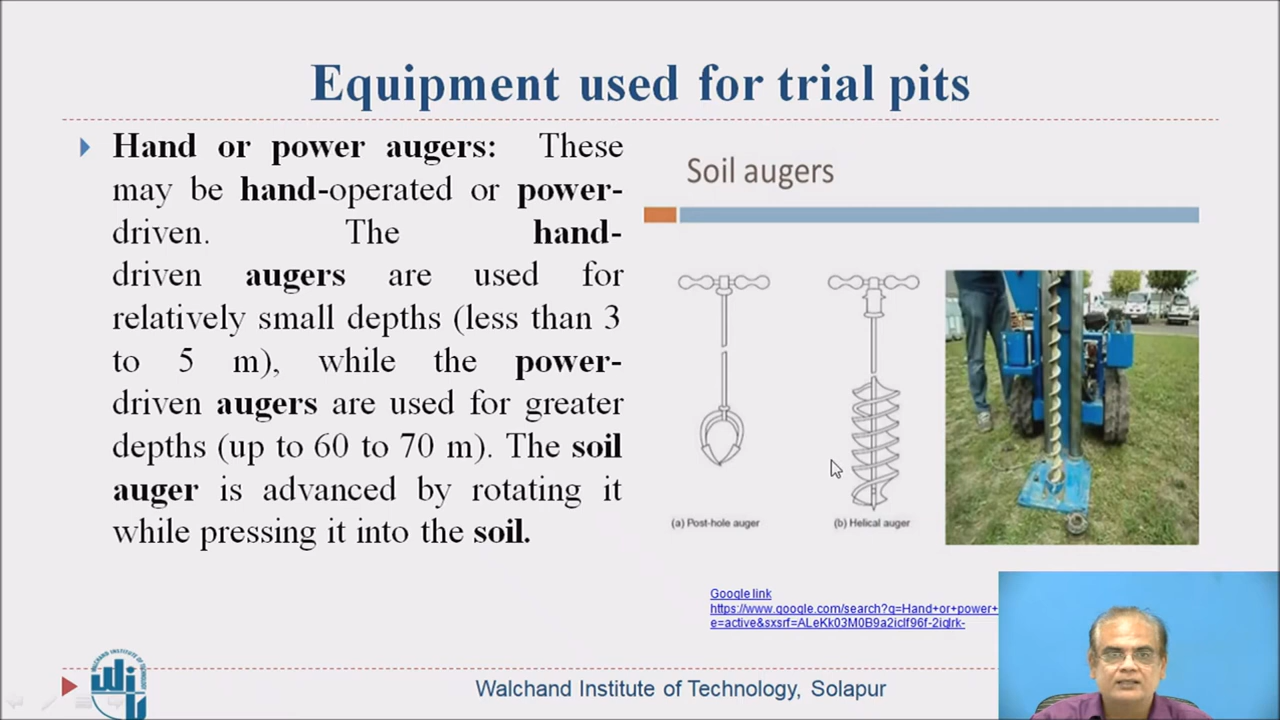 Equipment used for trial pits
Hand or power augers: These
may be hand-operated or power-
driven. The hand-
driven augers are used for
relatively small depths (less than 3
to 5 m), while the power-
driven augers are used for greater
depths (up to 60 to 70 m). The soil
auger is advanced by rotating it
while pressing it into the soil.
Soil augers
(a) Post-hole auger
(b) Helical auger
Google link
https://www.google.com/search?q=Hand+or+power+
WALCHAND INSTITUTE OF TECHNOLOGY
Walchand Institute of Technology, Solapur